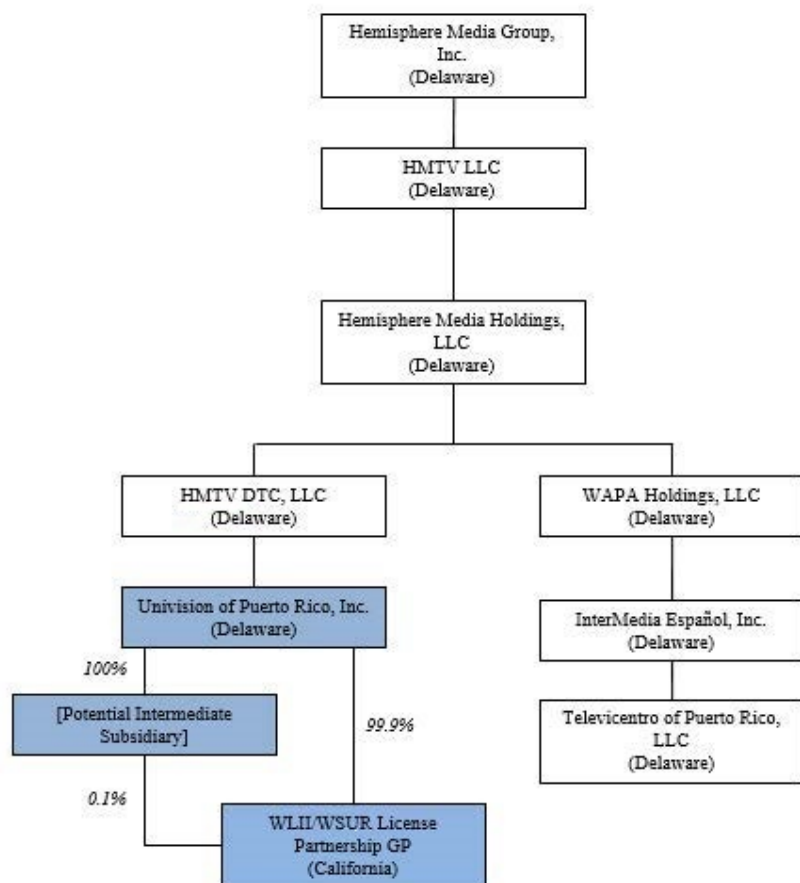 Hemisphere Media Group,
Inc.
(Delaware)
HMTV LLC
(Delaware)
Hemisphere Media Holdings,
LLC
(Delaware)
HMTV DTC, LLC
(Delaware)
WAPA Holdings, LLC
(Delaware)
Univision of Puerto Rico, Inc.
(Delaware)
InterMedia Español, Inc.
(Delaware)
100%
[Potential Intermediate
Subsidiary]
99.9%
Televicentro of Puerto Rico,
LLC
(Delaware)
0.1%
WLII/WSUR License
Partnership GP
(California)